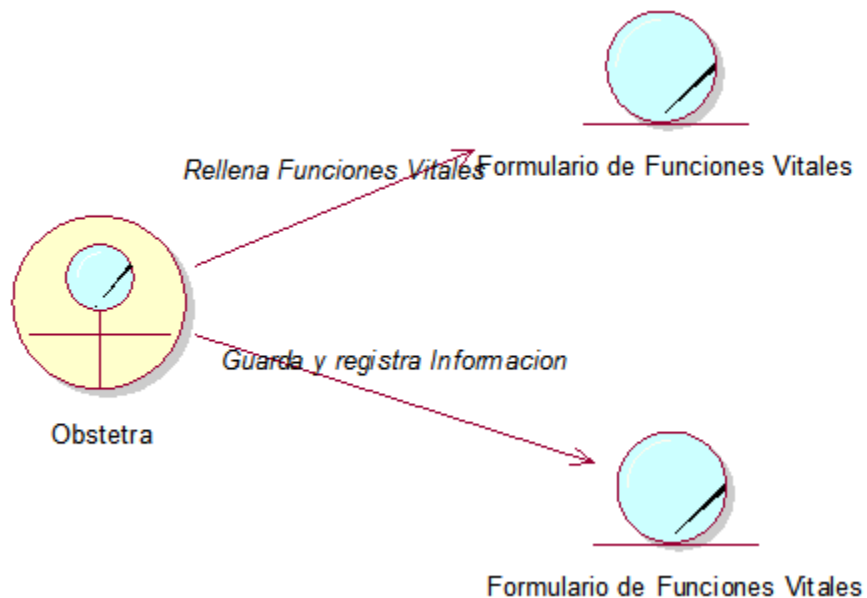 Rellena Funciones Vitales
Formulario de Funciones Vitales
Guarda y registra Informacion
Obstetra
Formulario de Funciones Vitales